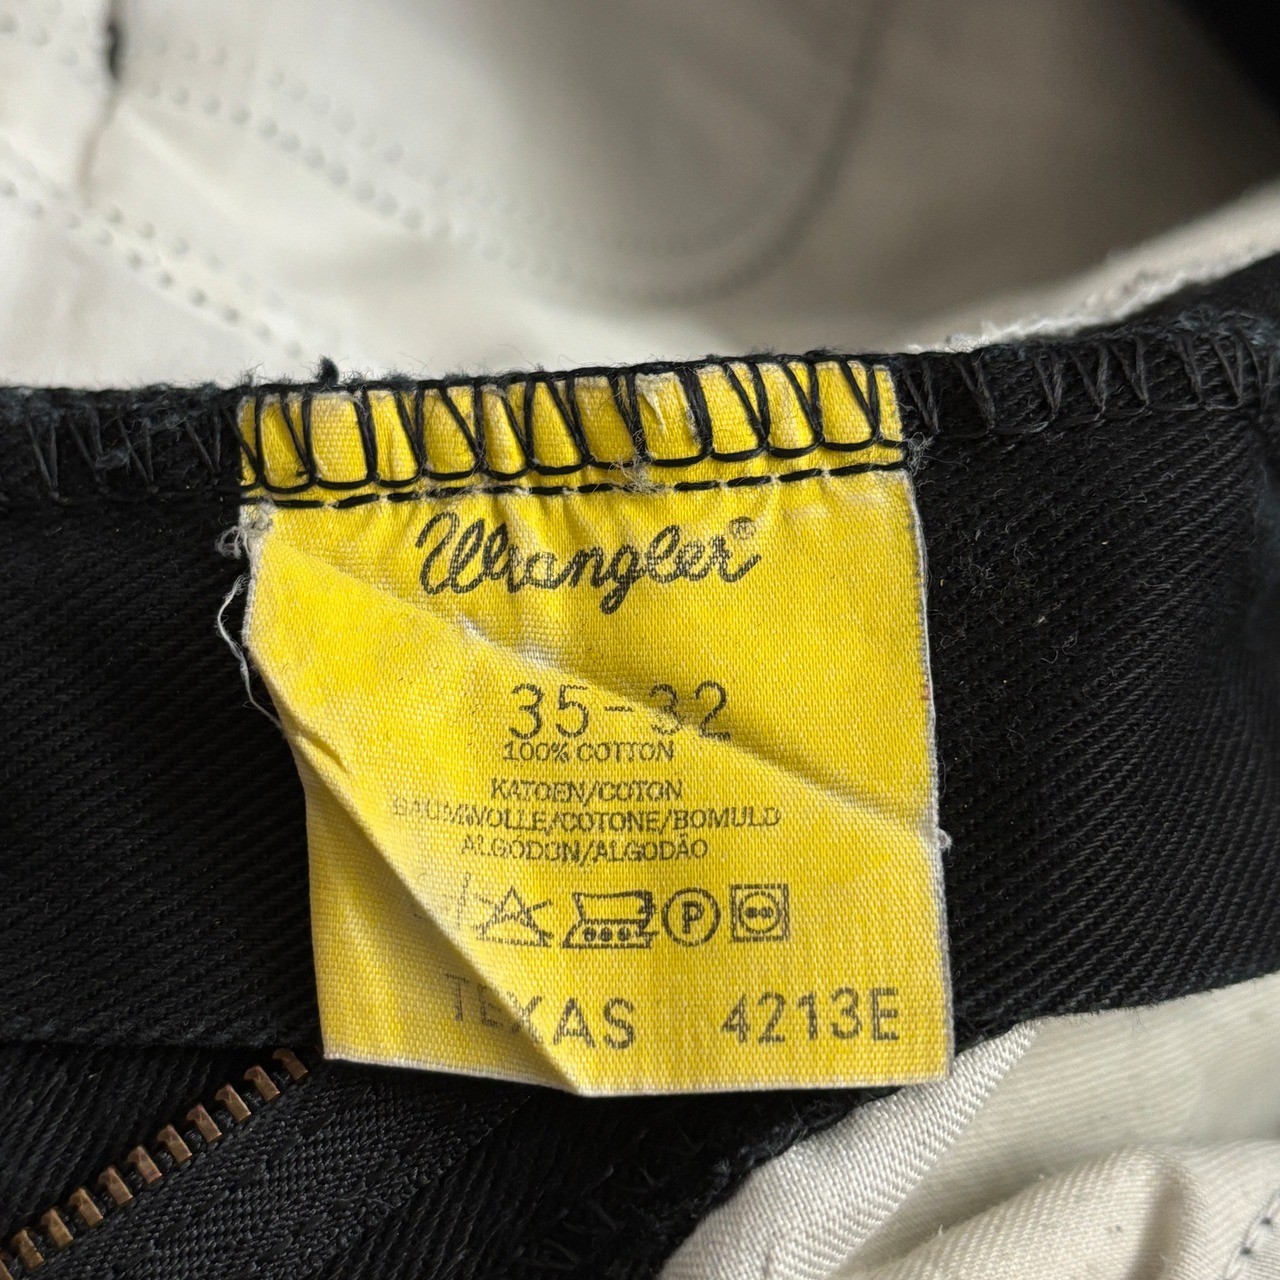 Wrangler®
35-32
100% COTTON
KATOEN/COTON
BAUMWOLLE/COTONE/BOMULD
ALGODON/ALGODÃO
P
TEXAS 4213E